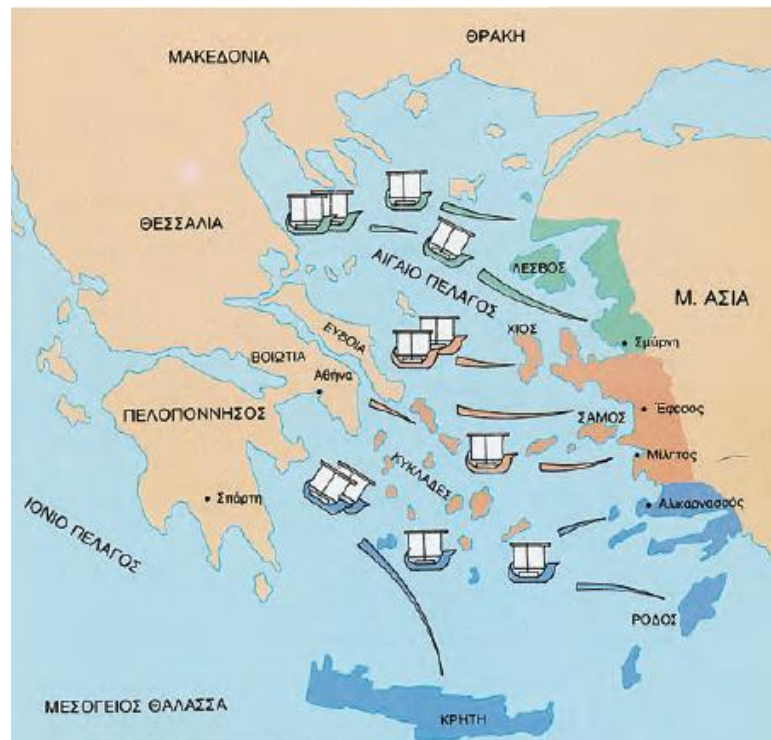 ΘΡΑΚΗ
ΜΑΚΕΔΟΝΙΑ
ΘΕΣΣΑΛΙΑ
ΑΙΓΑΙΟ ΠΕΛΑΓΟΣ
ΛΕΣΒΟΣ
Μ. ΑΣΙΑ
ΧΙΟΣ
Σμύρνη
ΕΥΒΟΙΑ
ΒΟΙΩΤΙΑ
Αθήνα
ΠΕΛΟΠΟΝΝΗΣΟΣ
ΣΑΜΟΣ
Έφεσος
Μίλητος
ΚΥΚΛΑΔΕΣ
Σπάρτη
Αλικαρνασσός
ΙΟΝΙΟ ΠΕΛΑΓΟΣ
ΡΟΔΟΣ
ΜΕΣΟΓΕΙΟΣ ΘΑΛΑΣΣΑ
ΚΡΗΤΗ